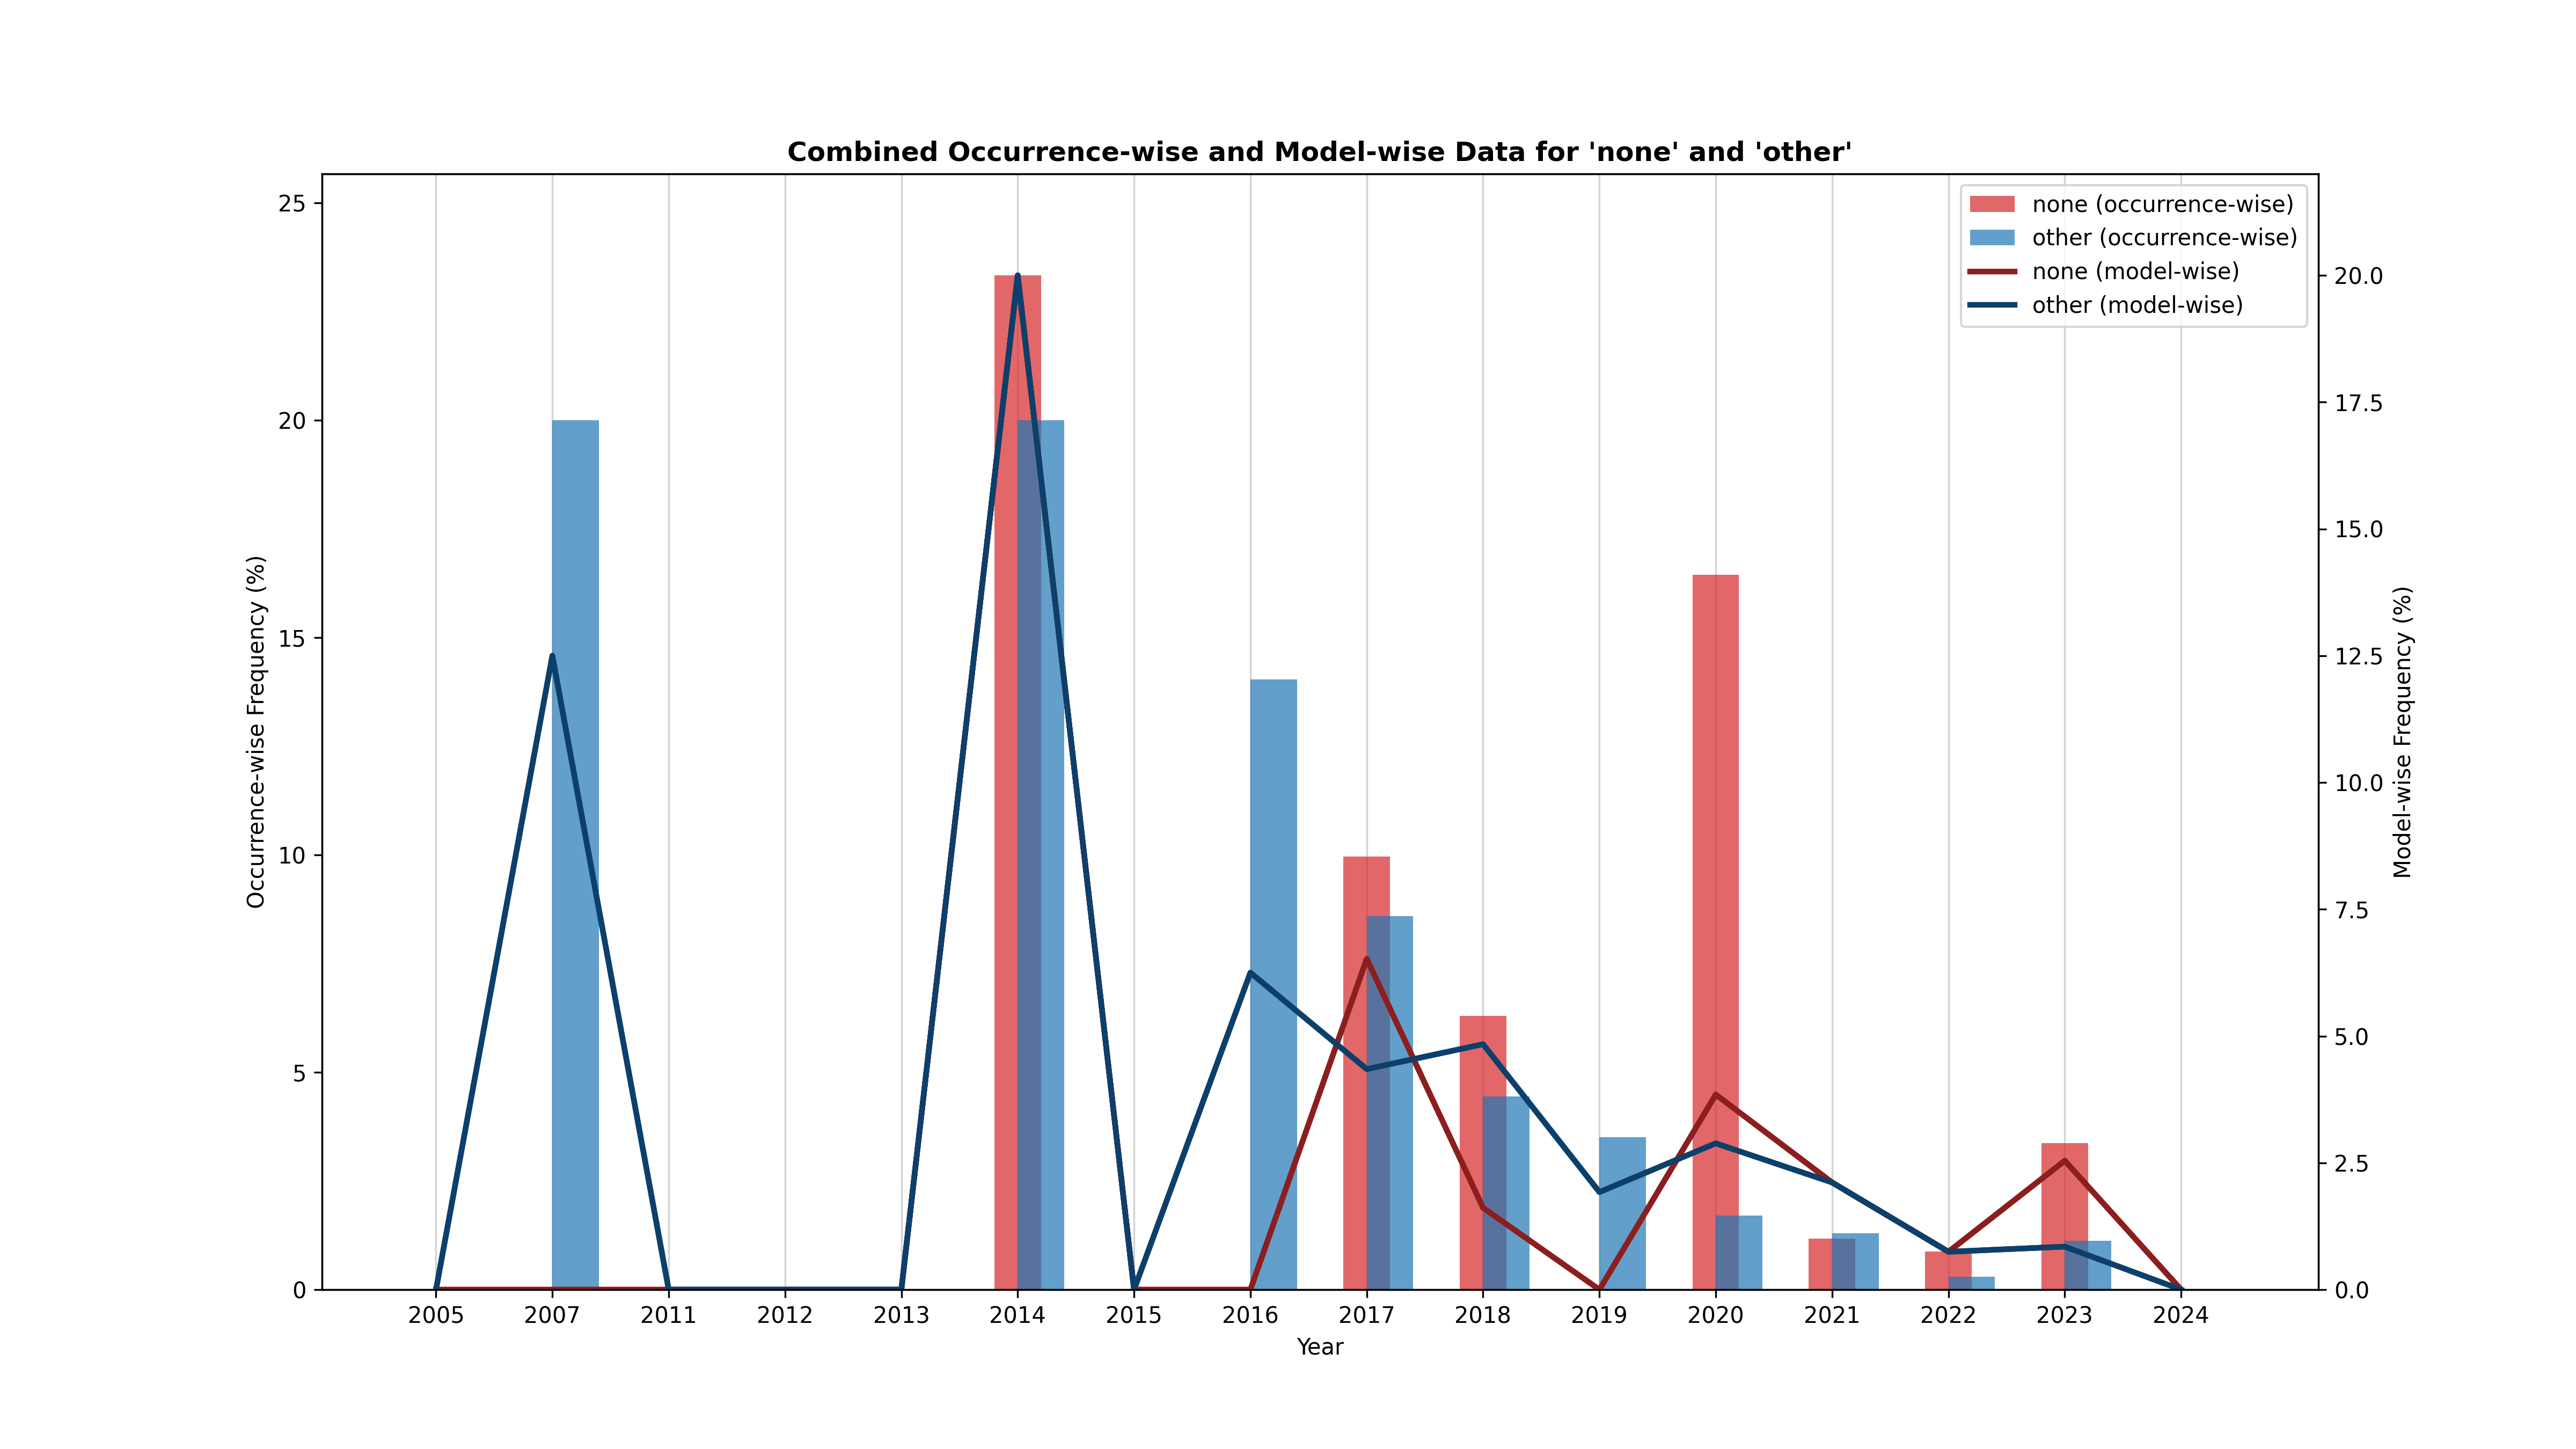 Combined Occurrence-wise and Model-wise Data for 'none' and 'other'
none (occurrence-wise)
other (occurrence-wise)
none (model-wise)
other (model-wise)
Occurrence-wise Frequency (%)
25
20
15
10
5
0
Model-wise Frequency (%)
20.0
17.5
15.0
12.5
10.0
7.5
5.0
2.5
0.0
2005 2007 2011 2012 2013 2014 2015 2016 2017 2018 2019 2020 2021 2022 2023 2024
Year